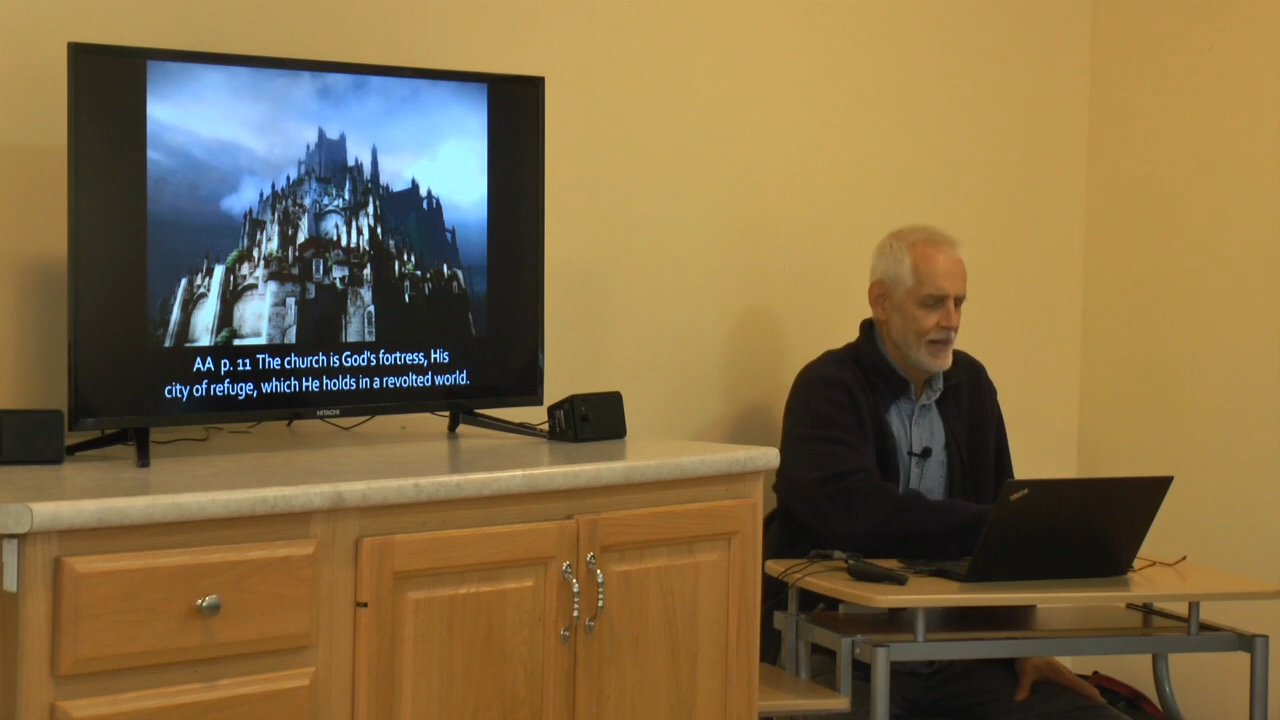 AA p. 11 The church is God's fortress, His
city of refuge, which He holds in a revolted world.
HITACHI